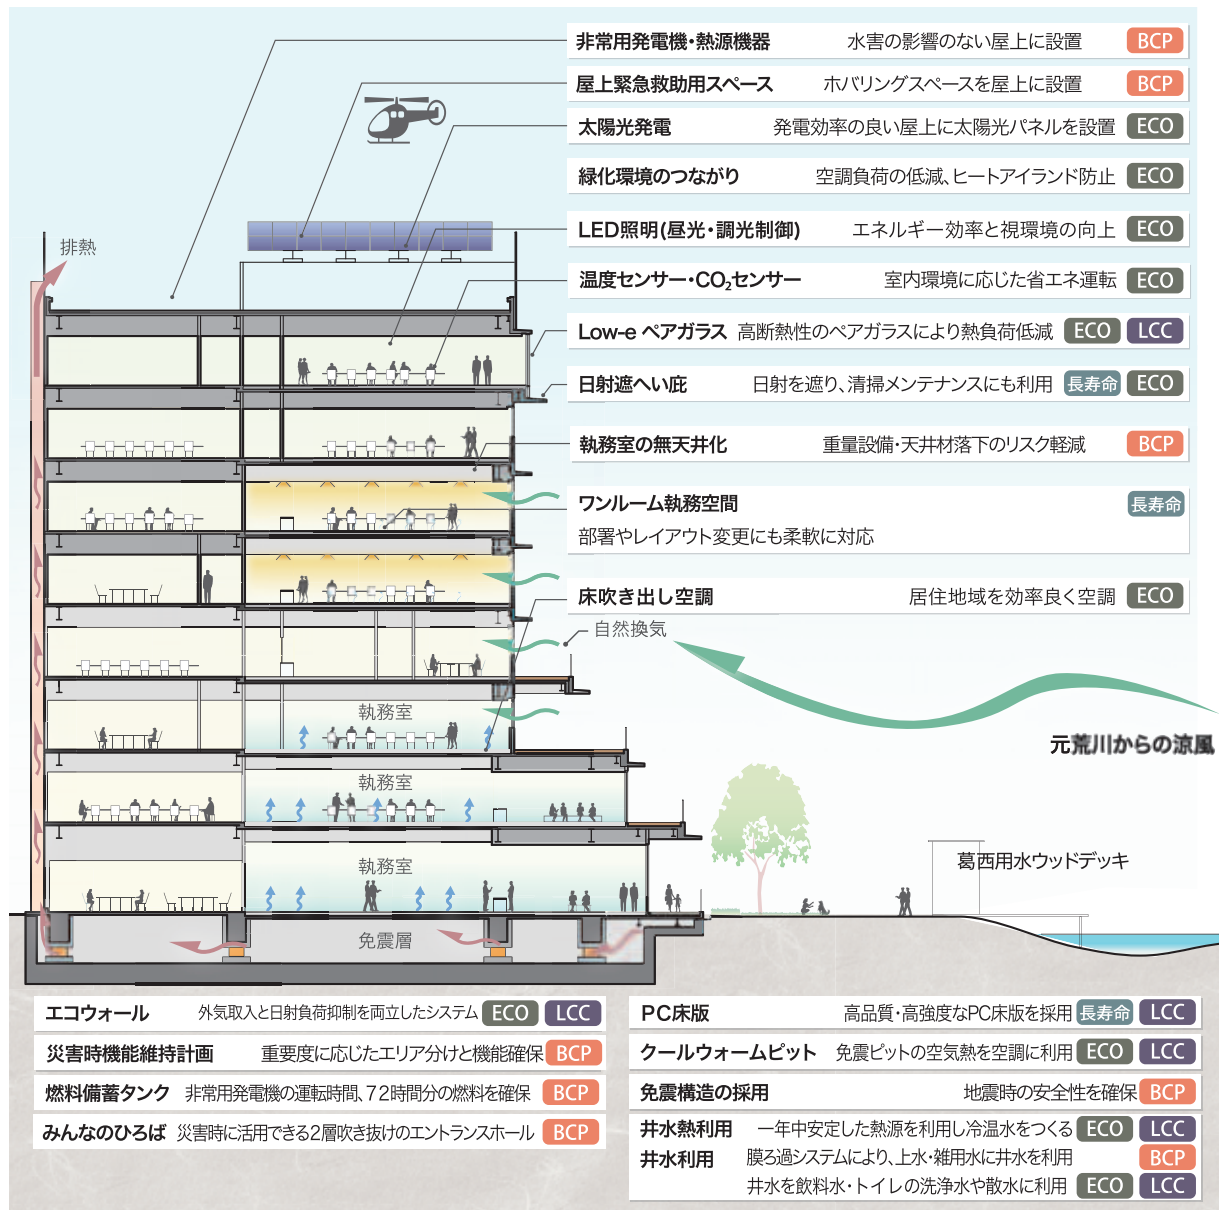 非常用発電機・熱源機器 水害の影響のない屋上に設置 BCP
屋上緊急救助用スペース ホバリングスペースを屋上に設置 BCP
太陽光発電 発電効率の良い屋上に太陽光パネルを設置 ECO
緑化環境のつながり 空調負荷の低減、ヒートアイランド防止 ECO
LED照明(昼光・調光制御) エネルギー効率と視環境の向上 ECO
排熱
温度センサー・CO₂センサー 室内環境に応じた省エネ運転 ECO
Low-e ペアガラス 高断熱性のペアガラスにより熱負荷低減 ECO LCC
日射遮へい庇 日射を遮り、清掃メンテナンスにも利用 長寿命 ECO
執務室の無天井化 重量設備・天井材落下のリスク軽減 BCP
ワンルーム執務空間 長寿命
部署やレイアウト変更にも柔軟に対応
床吹き出し空調 居住地域を効率良く空調 ECO
自然換気
執務室
元荒川からの涼風
執務室
執務室
葛西用水ウッドデッキ
免震層
エコウォール 外気取入と日射負荷抑制を両立したシステム ECO LCC
災害時機能維持計画 重要度に応じたエリア分けと機能確保 BCP
燃料備蓄タンク 非常用発電機の運転時間、72時間分の燃料を確保 BCP
みんなのひろば 災害時に活用できる2層吹き抜けのエントランスホール BCP
PC床版 高品質・高強度なPC床版を採用 長寿命 LCC
クールウォームピット 免震ピットの空気熱を空調に利用 ECO LCC
免震構造の採用 地震時の安全性を確保 BCP
井水熱利用 一年中安定した熱源を利用し冷温水をつくる ECO LCC
井水利用 膜ろ過システムにより、上水・雑用水に井水を利用 BCP
井水を飲料水・トイレの洗浄水や散水に利用 ECO LCC